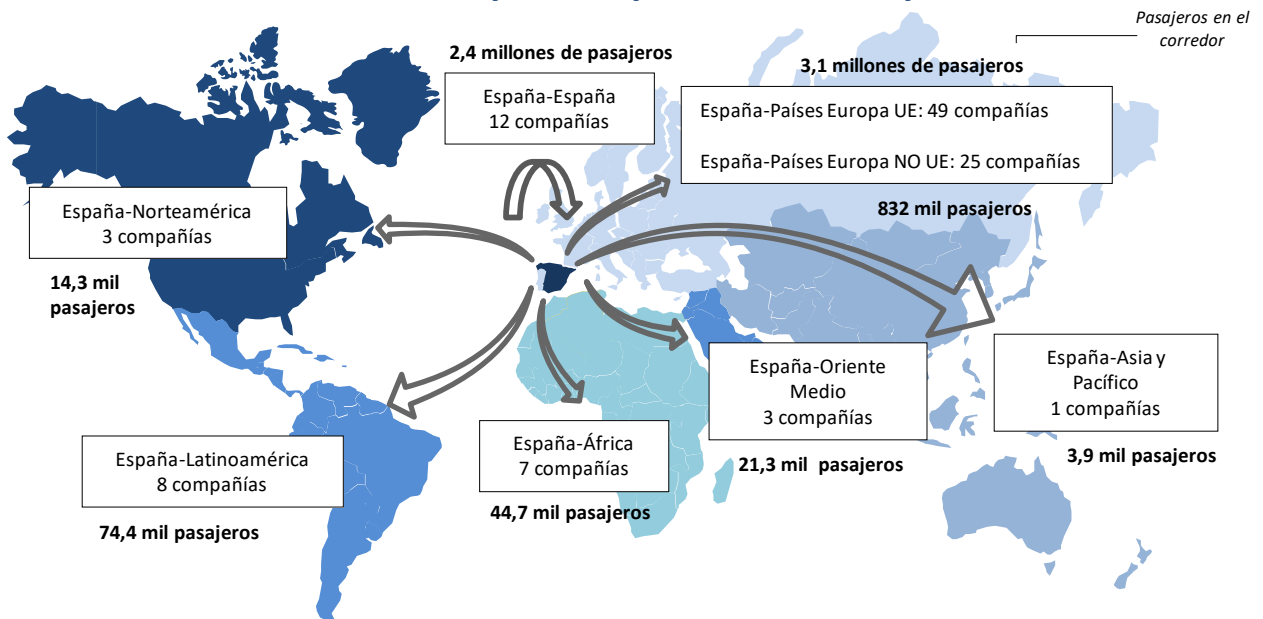 Pasajeros en el
corredor
2,4 millones de pasajeros
España-España
12 compañías
3,1 millones de pasajeros
España-Países Europa UE: 49 compañías
España-Países Europa NO UE: 25 compañías
832 mil pasajeros
España-Norteamérica
3 compañías
14,3 mil
pasajeros
España-Oriente
Medio
3 compañías
21,3 mil pasajeros
España-Asia y
Pacífico
1 compañías
3,9 mil pasajeros
España-Latinoamérica
8 compañías
74,4 mil pasajeros
España-África
7 compañías
44,7 mil pasajeros